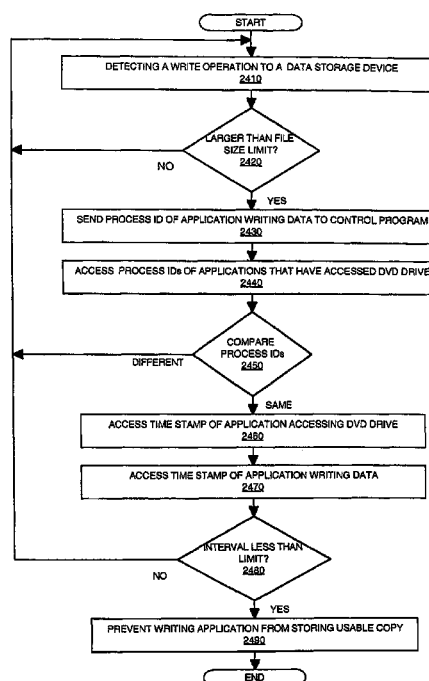 START
DETECTING A WRITE OPERATION TO A DATA STORAGE DEVICE
2410
LARGER THAN FILE
SIZE LIMIT?
2420
NO
YES
SEND PROCESS ID OF APPLICATION WRITING DATA TO CONTROL PROGRAM
2430
ACCESS PROCESS IDs OF APPLICATIONS THAT HAVE ACCESSED DVD DRIVE
2440
COMPARE
PROCESS IDs
2450
DIFFERENT
SAME
ACCESS TIME STAMP OF APPLICATION ACCESSING DVD DRIVE
2460
ACCESS TIME STAMP OF APPLICATION WRITING DATA
2470
INTERVAL LESS THAN
LIMIT?
2480
NO
YES
PREVENT WRITING APPLICATION FROM STORING USABLE COPY
2490
END